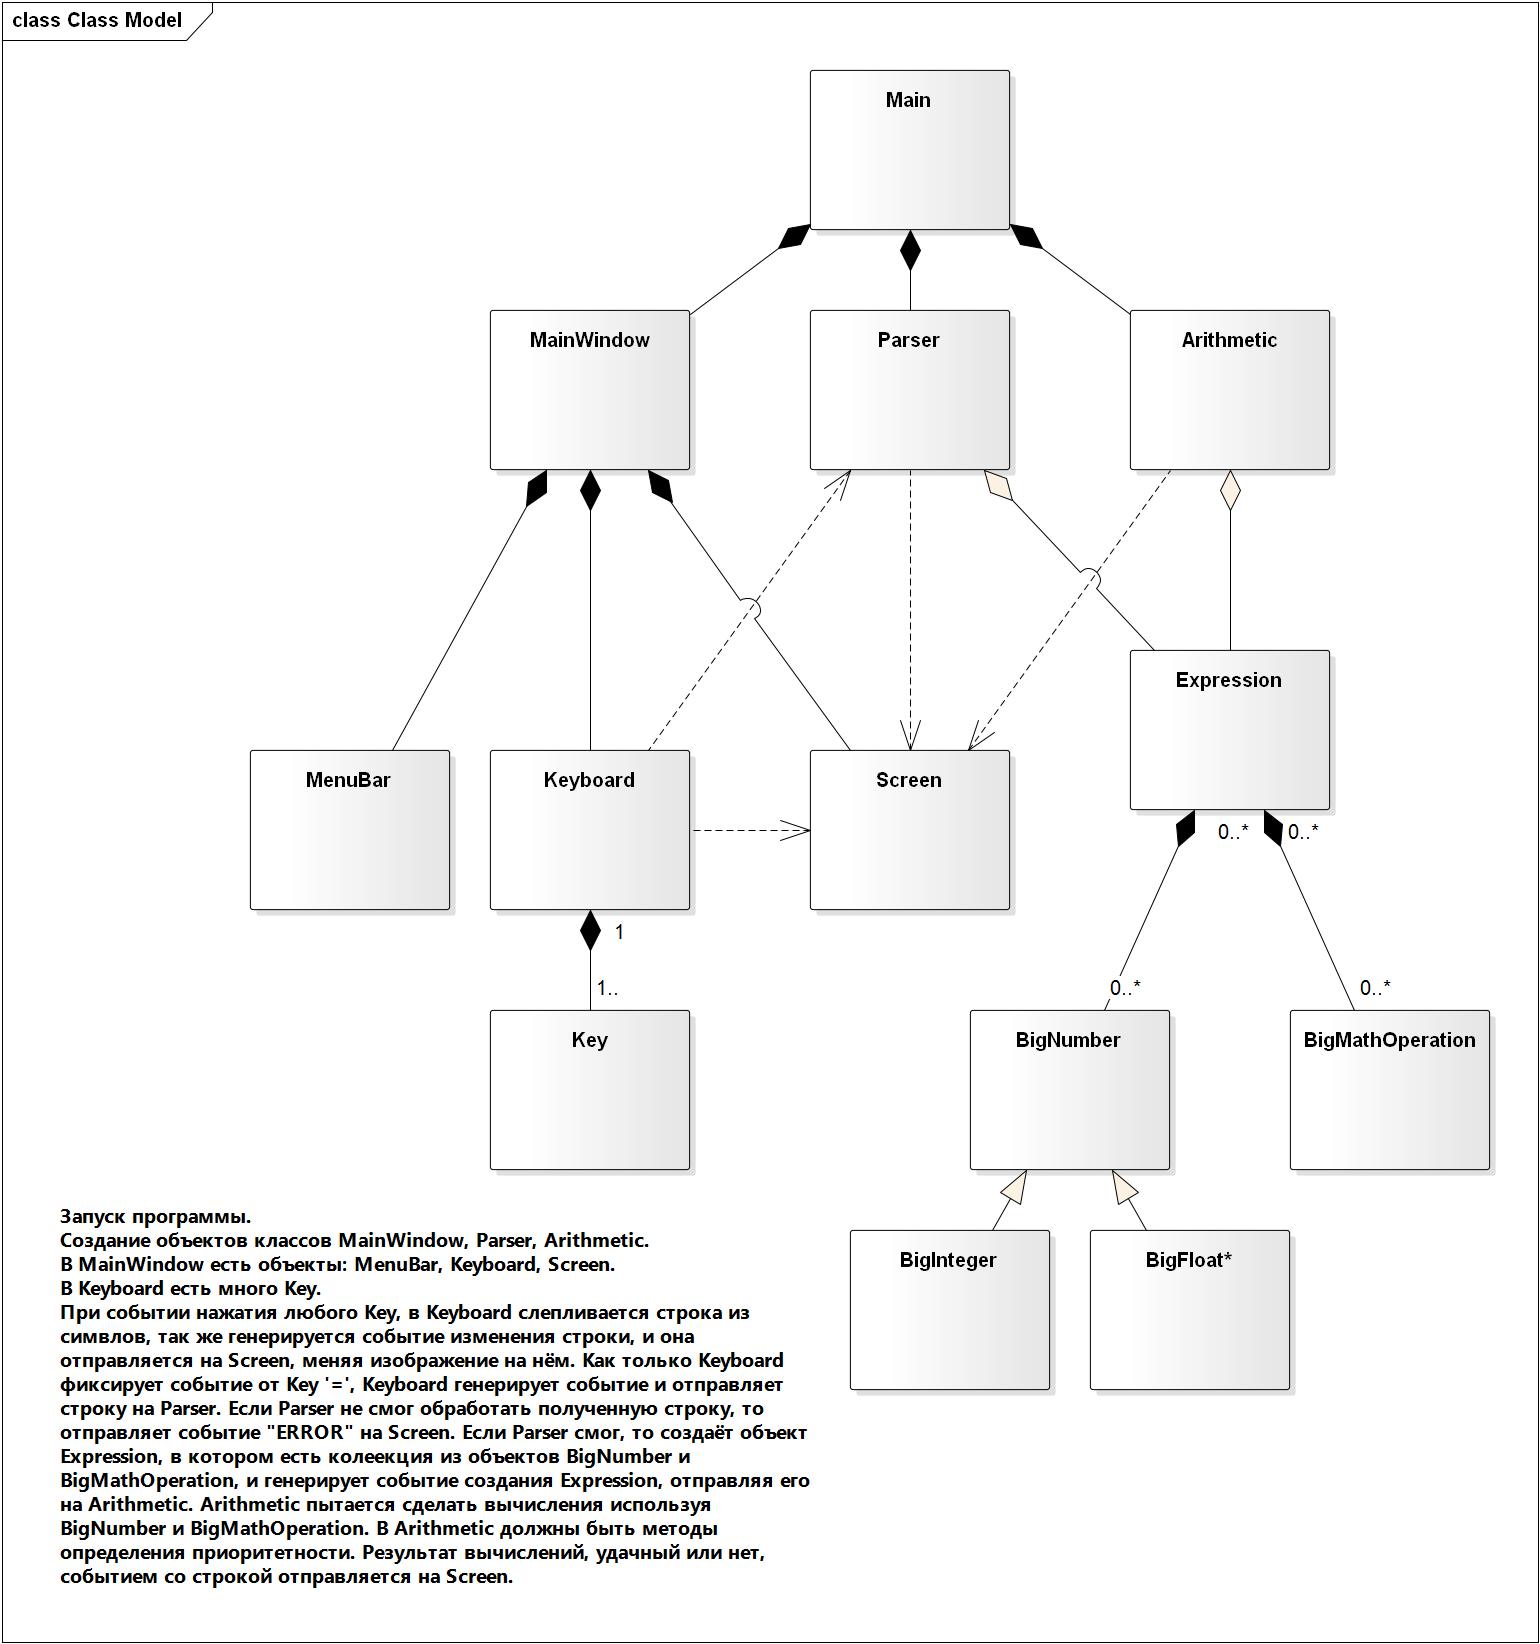 class Class Model
Main
MainWindow
Parser
Arithmetic
Expression
MenuBar
Keyboard
Screen
0..*
0..*
1
1..
0..*
0..*
Key
BigNumber
BigMathOperation
BigInteger
BigFloat*
Запуск программы.
Создание объектов классов MainWindow, Parser, Arithmetic.
В MainWindow есть объекты: MenuBar, Keyboard, Screen.
В Keyboard есть много Key.
При событии нажатия любого Key, в Keyboard слепливается строка из
симвлов, так же генерируется событие изменения строки, и она
отправляется на Screen, меняя изображение на нём. Как только Keyboard
фиксирует событие от Key '=', Keyboard генерирует событие и отправляет
строку на Parser. Если Parser не смог обработать полученную строку, то
отправляет событие "ERROR" на Screen. Если Parser смог, то создаёт объект
Expression, в котором есть колеекция из объектов BigNumber и
BigMathOperation, и генерирует событие создания Expression, отправляя его
на Arithmetic. Arithmetic пытается сделать вычисления используя
BigNumber и BigMathOperation. В Arithmetic должны быть методы
определения приоритетности. Результат вычислений, удачный или нет,
событием со строкой отправляется на Screen.